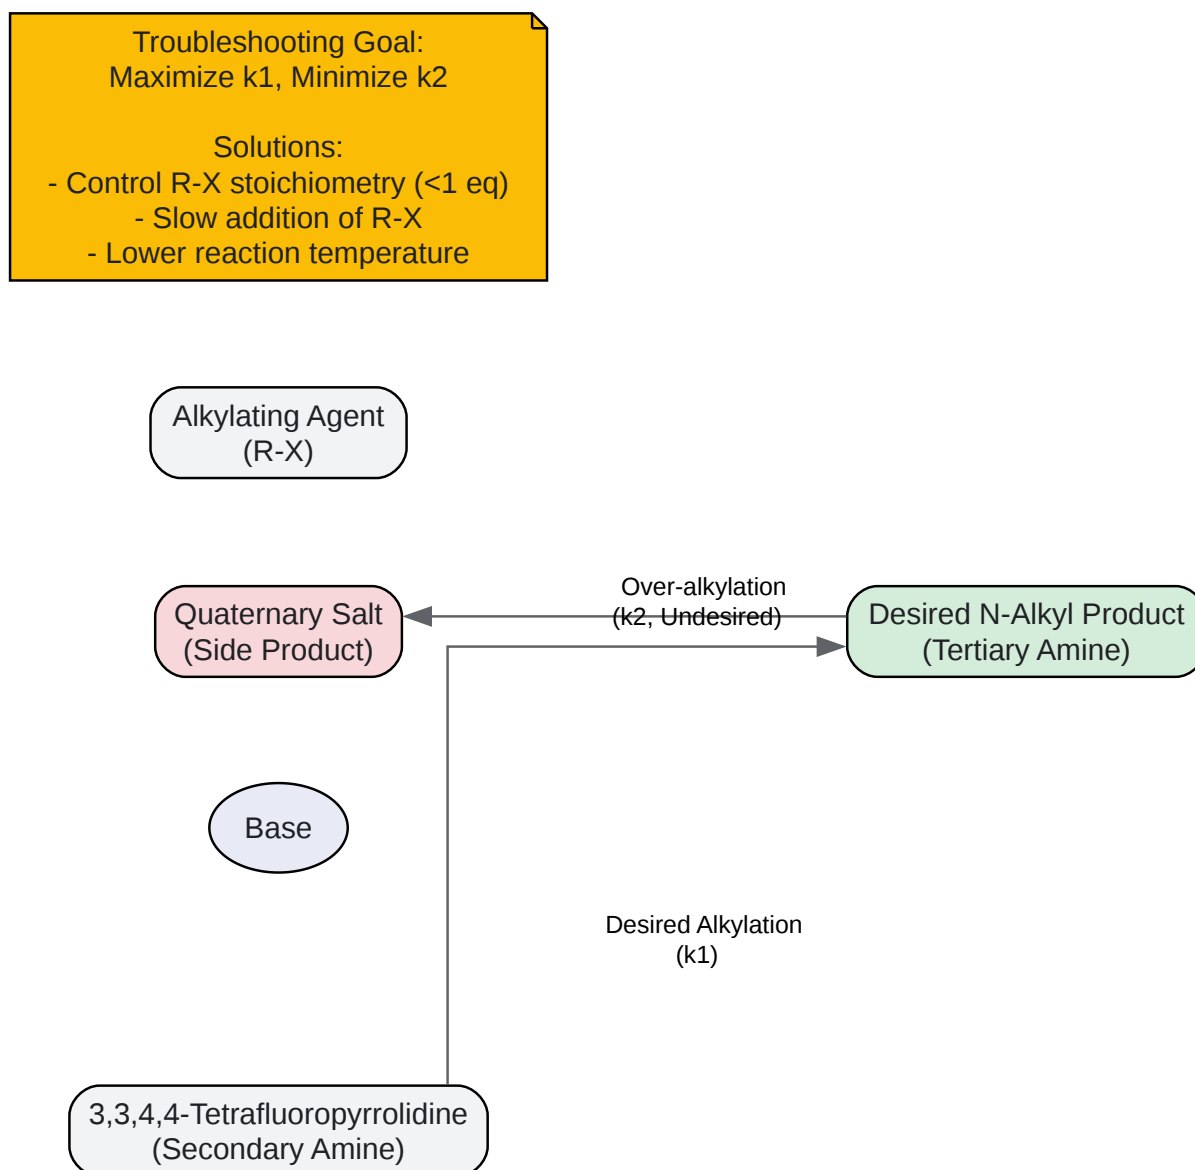 Troubleshooting Goal:
Maximize k1, Minimize k2
Solutions:
- Control R-X stoichiometry (<1 eq)
- Slow addition of R-X
- Lower reaction temperature
Alkylating Agent
(R-X)
Quaternary Salt
(Side Product)
Over-alkylation
(k2, Undesired)
Desired N-Alkyl Product
(Tertiary Amine)
Base
Desired Alkylation
(k1)
3,3,4,4-Tetrafluoropyrrolidine
(Secondary Amine)